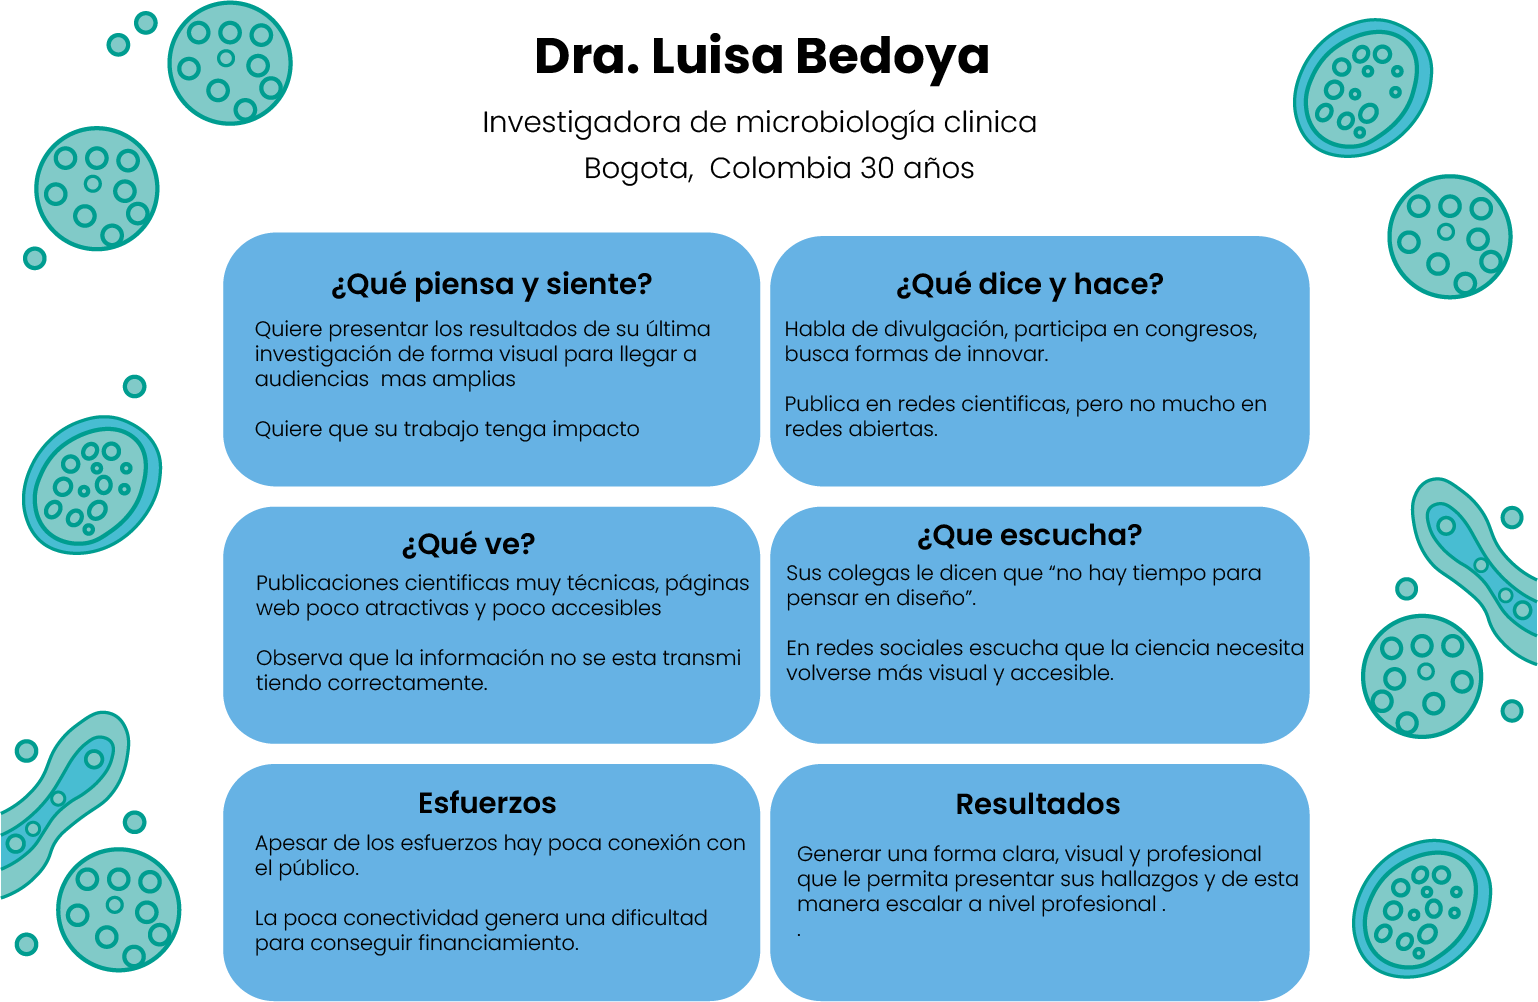 Dra. Luisa Bedoya
Investigadora de microbiología clinica
Bogota,  Colombia 30 años
¿Qué piensa y siente?
Quiere presentar los resultados de su última
investigación de forma visual para llegar a
audiencias  mas amplias
Quiere que su trabajo tenga impacto
¿Qué dice y hace?
Habla de divulgación, participa en congresos,
busca formas de innovar.
Publica en redes cientificas, pero no mucho en
redes abiertas.
¿Qué ve?
Publicaciones cientificas muy técnicas, páginas
web poco atractivas y poco accesibles
Observa que la información no se esta transmi
tiendo correctamente.
¿Que escucha?
Sus colegas le dicen que “no hay tiempo para
pensar en diseño”.
En redes sociales escucha que la ciencia necesita
volverse más visual y accesible.
Esfuerzos
Apesar de los esfuerzos hay poca conexión con
el público.
La poca conectividad genera una dificultad
para conseguir financiamiento.
Resultados
Generar una forma clara, visual y profesional
que le permita presentar sus hallazgos y de esta
manera escalar a nivel profesional .
.